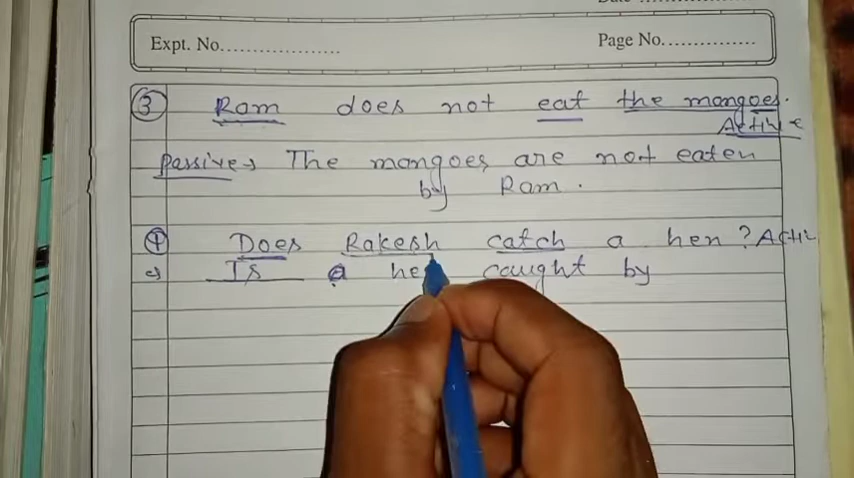 Expt. No....................
Page No...............
3 Ram does not eat the mangoes.
Active
Passive → The mangoes are not eaten
by Ram.
4 Does Rakesh catch a hen? Activ
→ Is a hen caught by